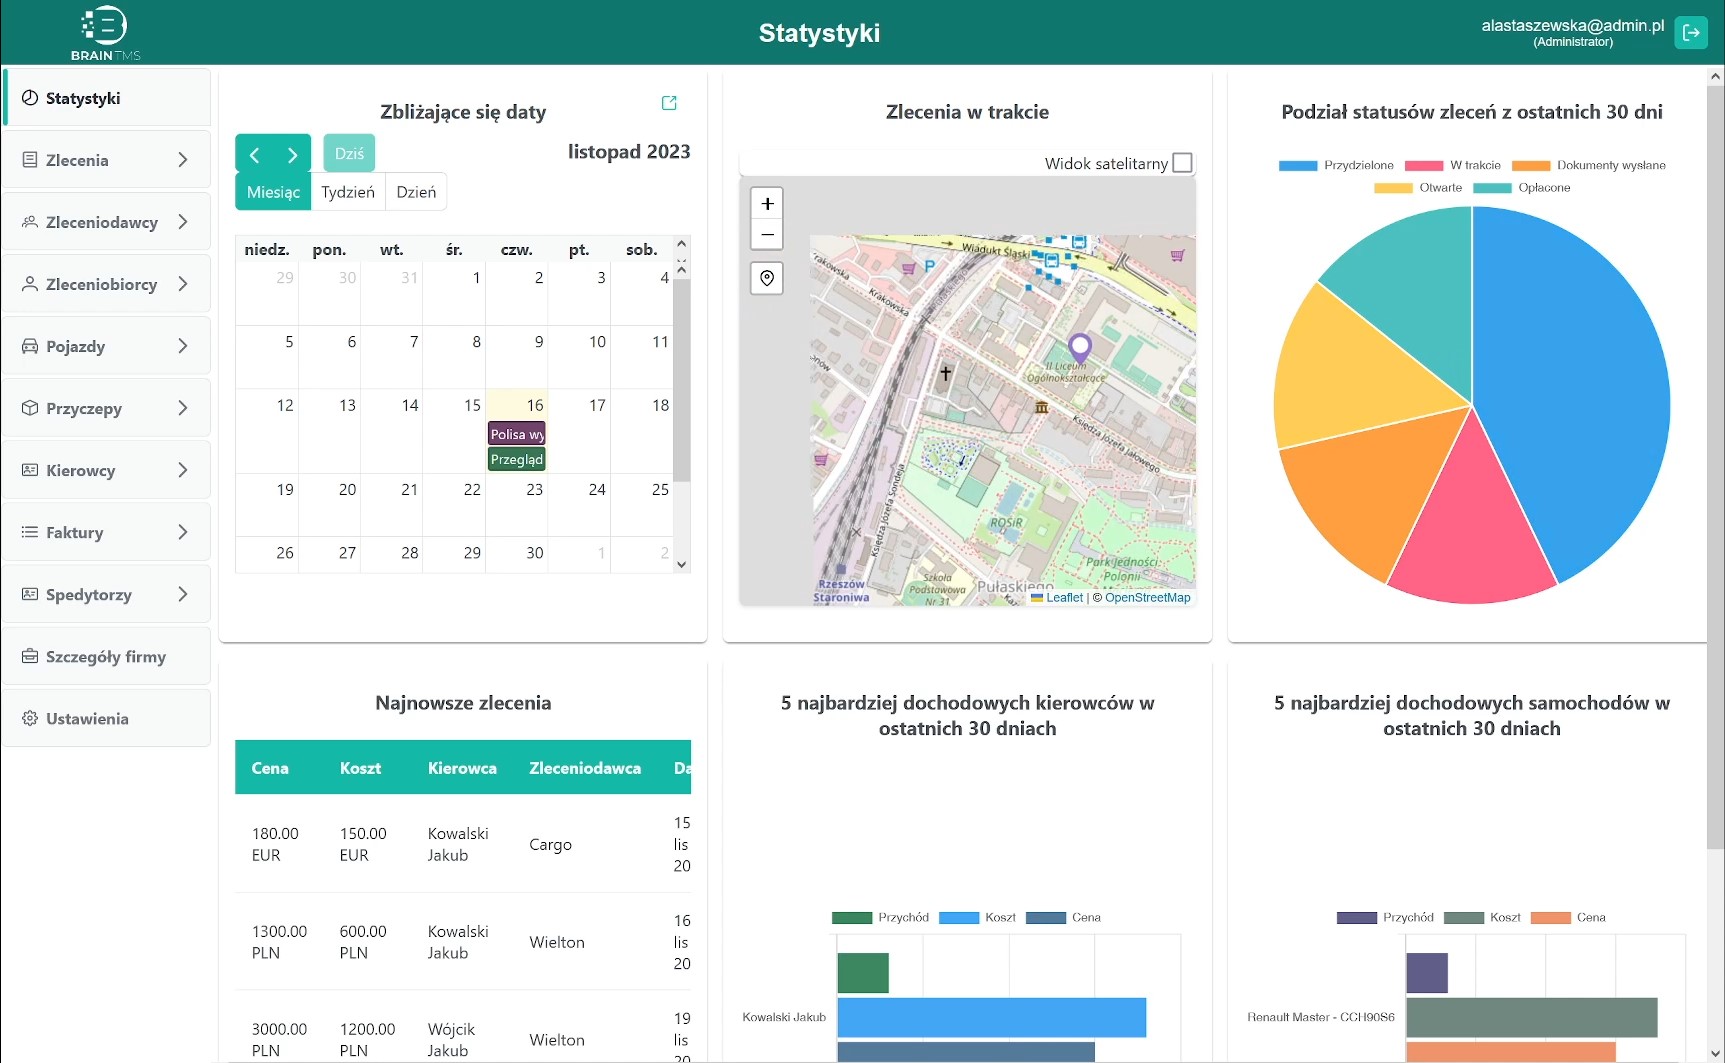 BRAINTMS
Statystyki
alastaszewska@admin.pl
(Administrator)
Statystyki
Zlecenia
Zleceniodawcy
Zleceniobiorcy
Pojazdy
Przyczepy
Kierowcy
Faktury
Spedytorzy
Szczegóły firmy
Ustawienia
Zbliżające się daty
Dziś
listopad 2023
Miesiąc Tydzień Dzień
niedz. pon. wt. śr. czw. pt. sob.
29 30 31 1 2 3 4
5 6 7 8 9 10 11
12 13 14 15 16 17 18
Polisa wy
Przegląd
19 20 21 22 23 24 25
26 27 28 29 30 1 2
Zlecenia w trakcie
Widok satelitarny
+
−
Wiadukt Śląski
Krakowska
Krakowska
Pułaskiego
P
II Liceum
Ogólnokształcące
Księdza Józefa Jałowego
Księdza Józefa Sondeja
ROSiR
Park Jedności
Polonii
Szkoła
Podstawowa
Nr 31
Pułaskiego
Rzeszów
Staroniwa
Leaflet | © OpenStreetMap
Podział statusów zleceń z ostatnich 30 dni
Przydzielone W trakcie Dokumenty wysłane
Otwarte Opłacone
Najnowsze zlecenia
Cena Koszt Kierowca Zleceniodawca Da
180.00 EUR 150.00 EUR Kowalski Jakub Cargo 15 lis 20
1300.00 PLN 600.00 PLN Kowalski Jakub Wielton 16 lis 20
3000.00 PLN 1200.00 PLN Wójcik Jakub Wielton 19 lis 20
5 najbardziej dochodowych kierowców w
ostatnich 30 dniach
Przychód Koszt Cena
Kowalski Jakub
5 najbardziej dochodowych samochodów w
ostatnich 30 dniach
Przychód Koszt Cena
Renault Master - CCH90S6